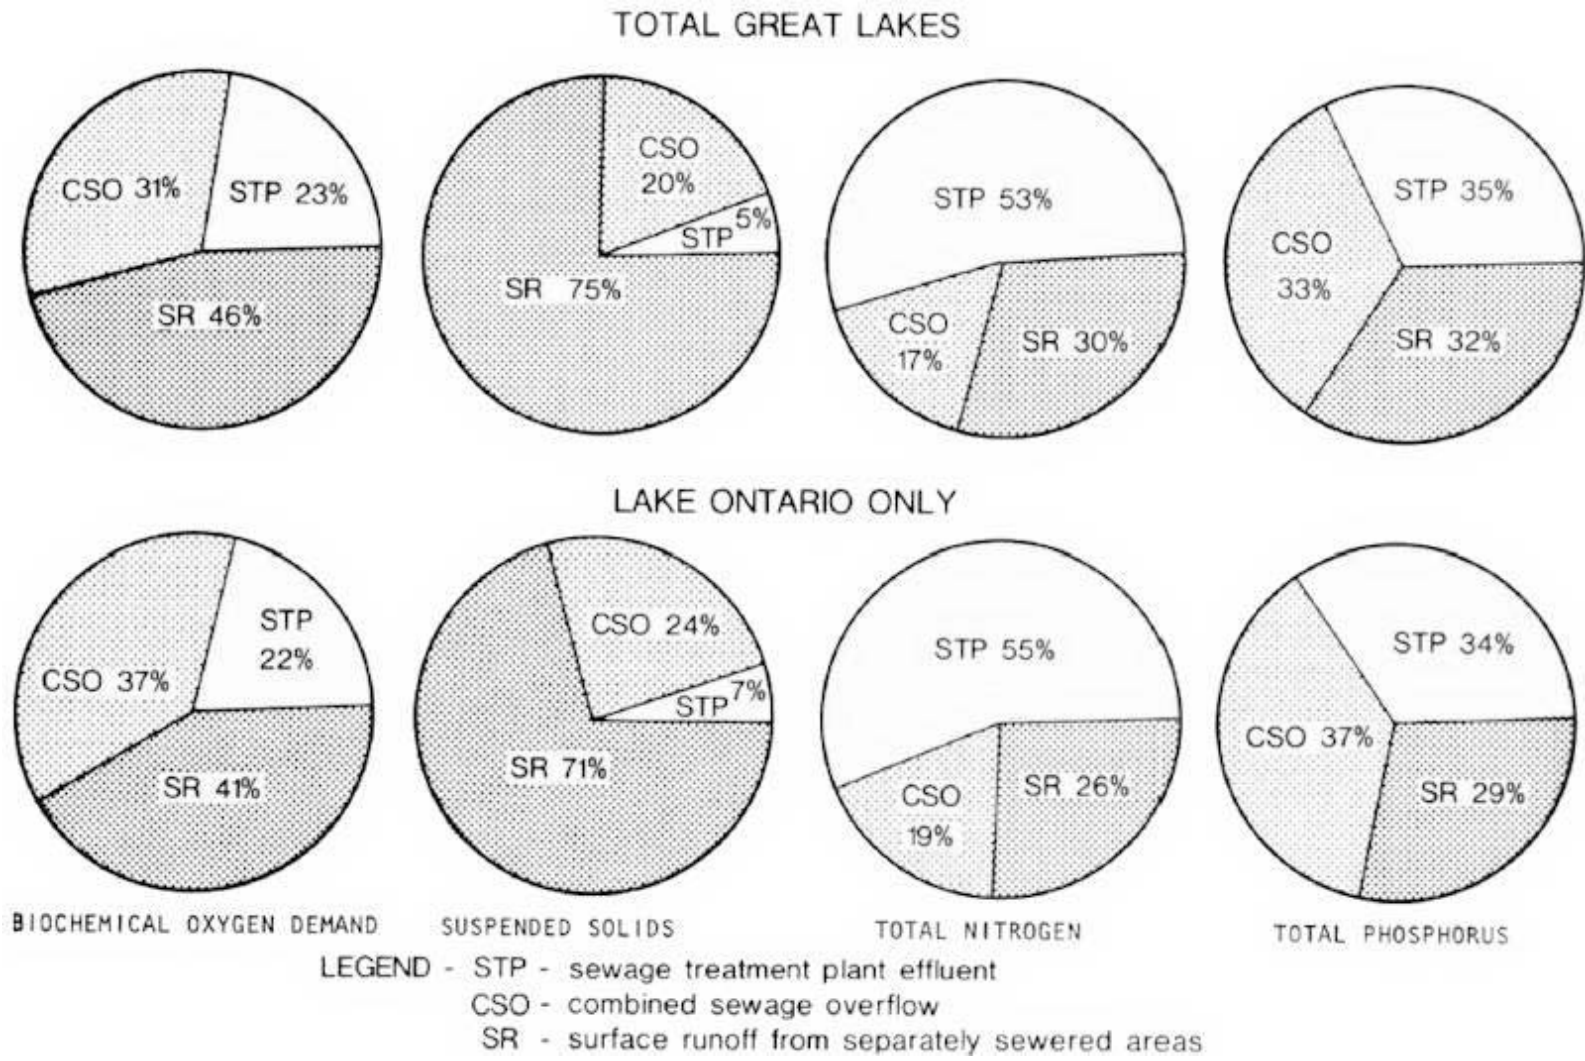 TOTAL GREAT LAKES
CSO 31%
STP 23%
SR 46%
CSO
20%
STP 5%
SR 75%
STP 53%
CSO
17%
SR 30%
STP 35%
CSO
33%
SR 32%
LAKE ONTARIO ONLY
STP
22%
CSO 37%
SR 41%
CSO 24%
STP 7%
SR 71%
STP 55%
CSO
19%
SR 26%
STP 34%
CSO 37%
SR 29%
BIOCHEMICAL OXYGEN DEMAND
SUSPENDED SOLIDS
TOTAL NITROGEN
TOTAL PHOSPHORUS
LEGEND - STP - sewage treatment plant effluent
CSO - combined sewage overflow
SR - surface runoff from separately sewered areas